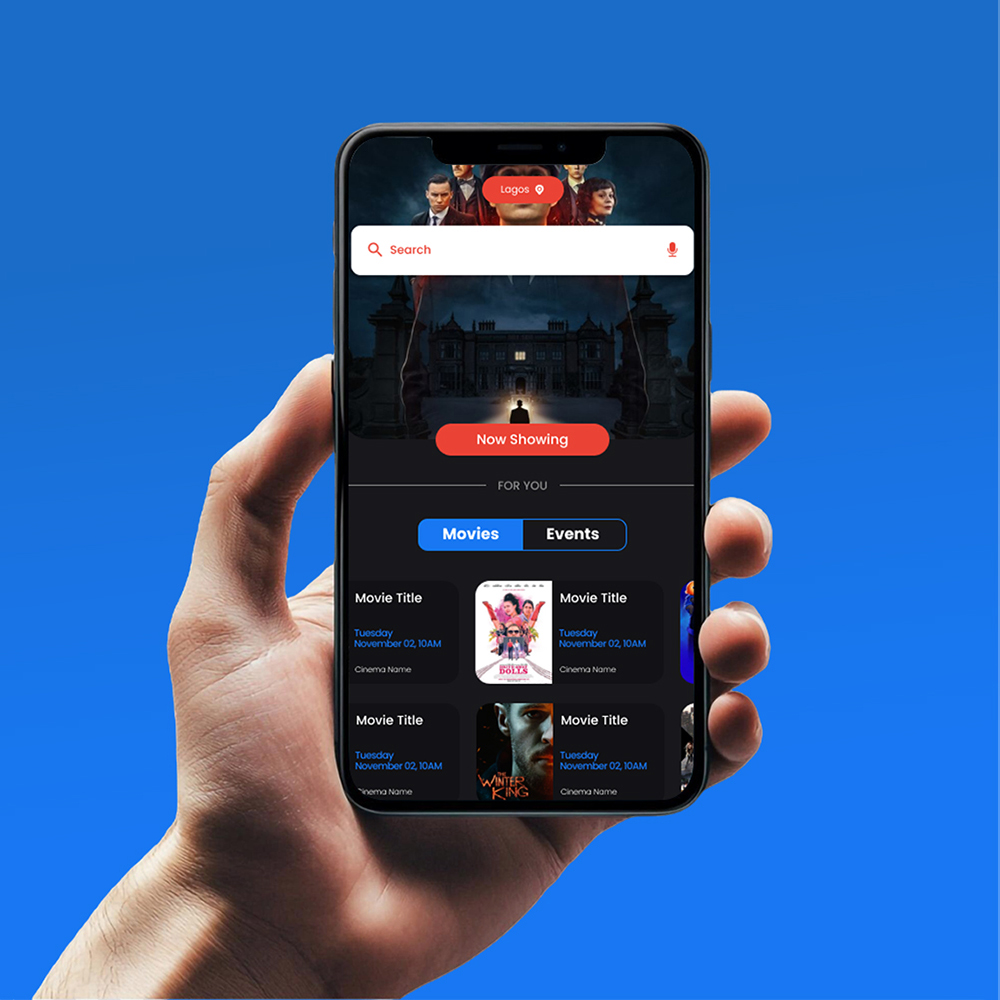 Lagos
Search
Now Showing
FOR YOU
Movies
Events
Movie Title
Tuesday
November 02, 10AM
Cinema Name
DOLLS
Movie Title
Tuesday
November 02, 10AM
Cinema Name
Movie Title
Tuesday
November 02, 10AM
Cinema Name
THE
WINTER
KING
Movie Title
Tuesday
November 02, 10AM
Cinema Name